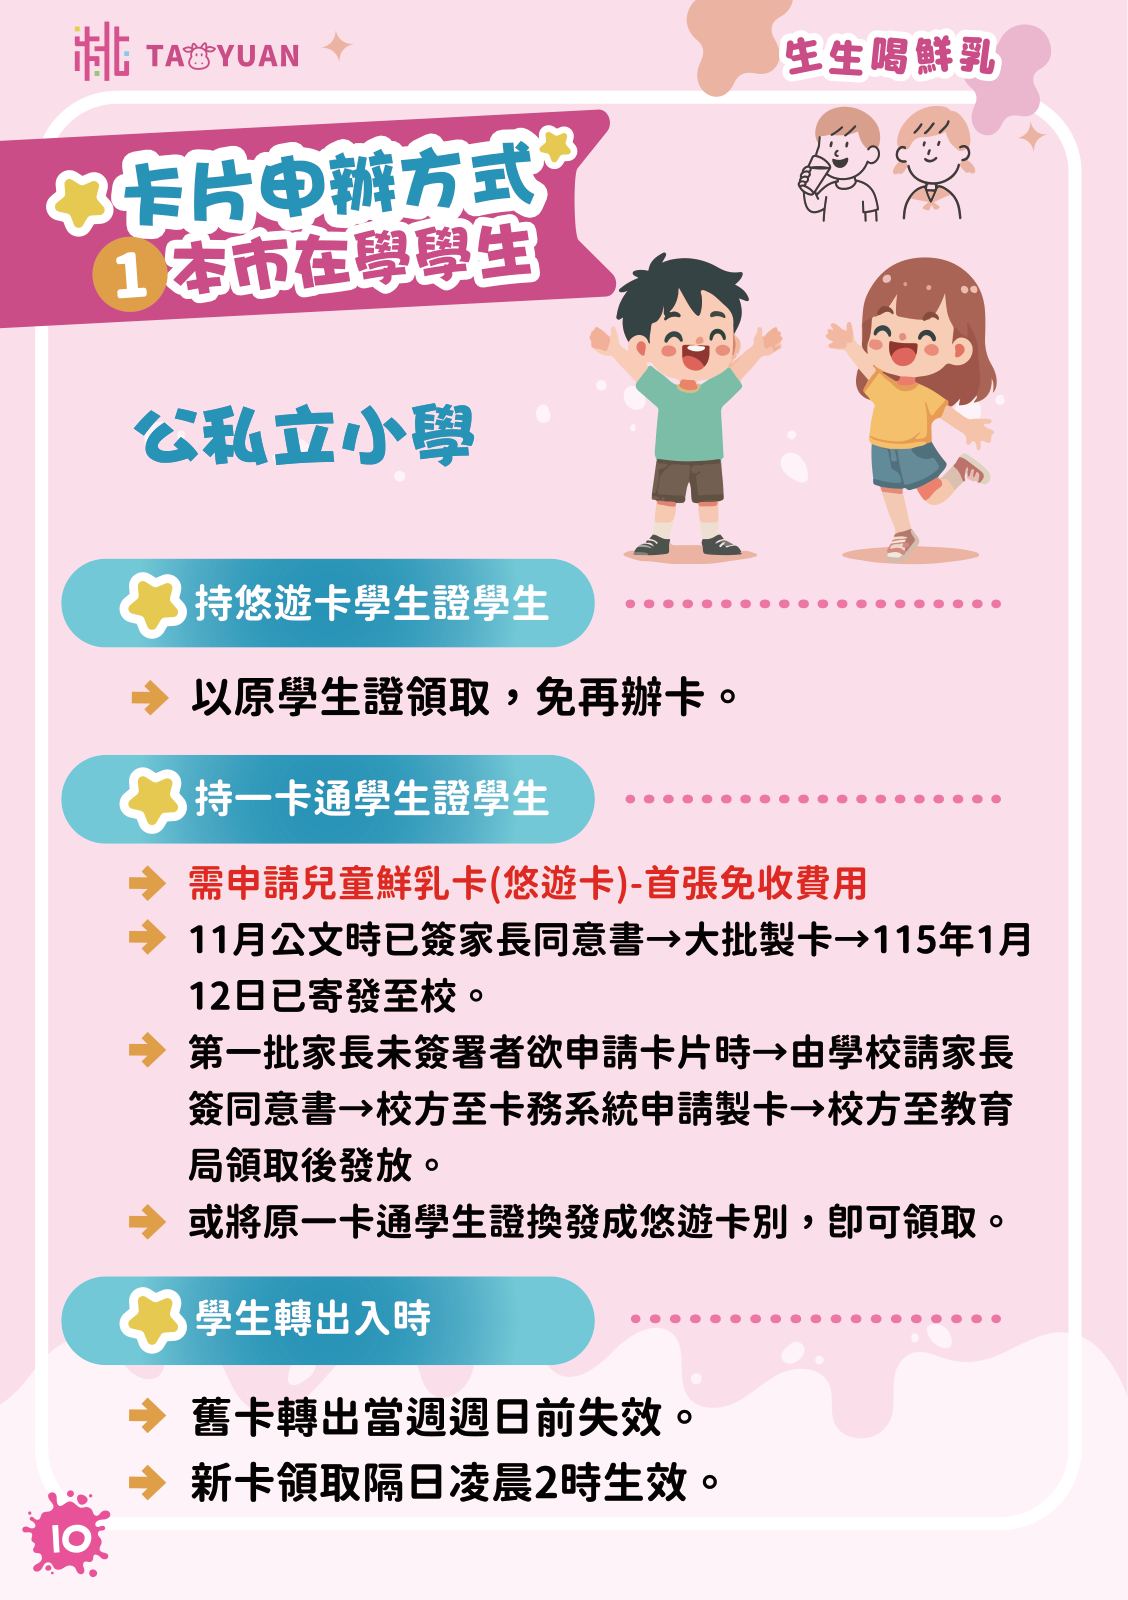 桃 TAOYUAN
生生喝鮮乳
卡片申辦方式
1 本市在學學生
公私立小學
持悠遊卡學生證學生
以原學生證領取，免再辦卡。
持一卡通學生證學生
需申請兒童鮮乳卡(悠遊卡)-首張免收費用
11月公文時已簽家長同意書→大批製卡→115年1月
12日已寄發至校。
第一批家長未簽署者欲申請卡片時→由學校請家長
簽同意書→校方至卡務系統申請製卡→校方至教育
局領取後發放。
或將原一卡通學生證換發成悠遊卡別，即可領取。
學生轉出入時
舊卡轉出當週週日前失效。
新卡領取隔日凌晨2時生效。
10